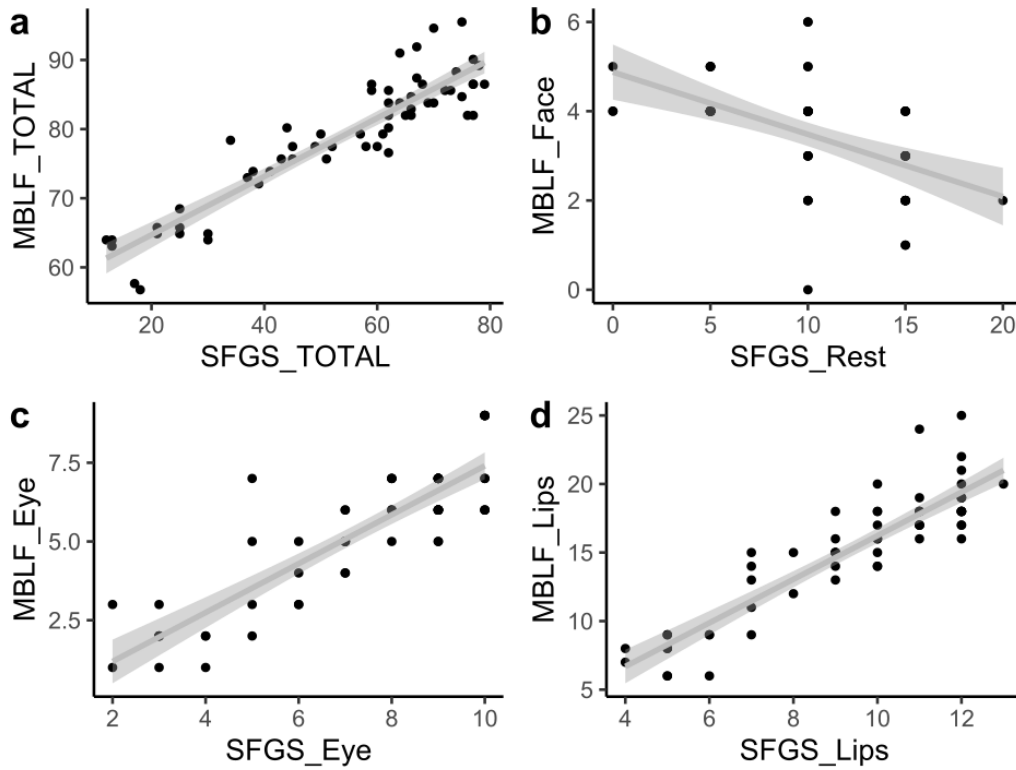 a
MBLF_TOTAL
90
80
70
60
20
40
60
80
SFGS_TOTAL
b
MBLF_Face
6
4
2
0
0
5
10
15
20
SFGS_Rest
c
MBLF_Eye
7.5
5.0
2.5
2
4
6
8
10
SFGS_Eye
d
MBLF_Lips
25
20
15
10
5
4
6
8
10
12
SFGS_Lips